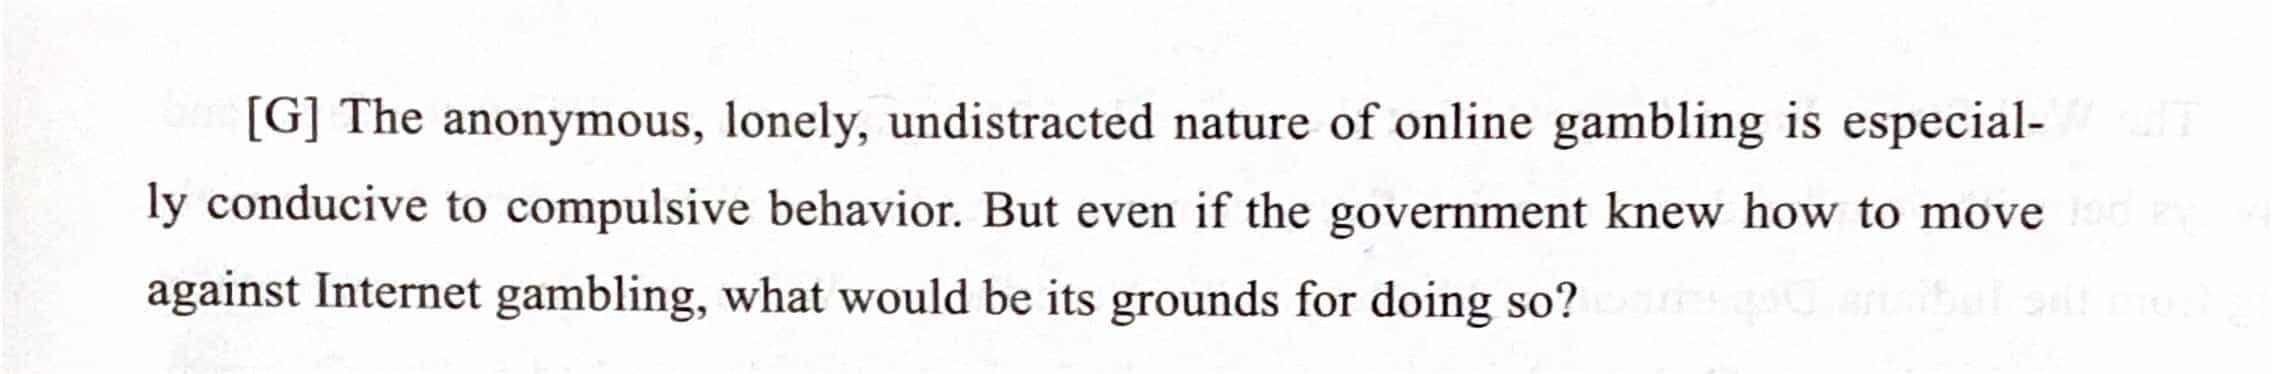 [G] The anonymous, lonely, undistracted nature of online gambling is especial-
ly conducive to compulsive behavior. But even if the government knew how to move
against Internet gambling, what would be its grounds for doing so?